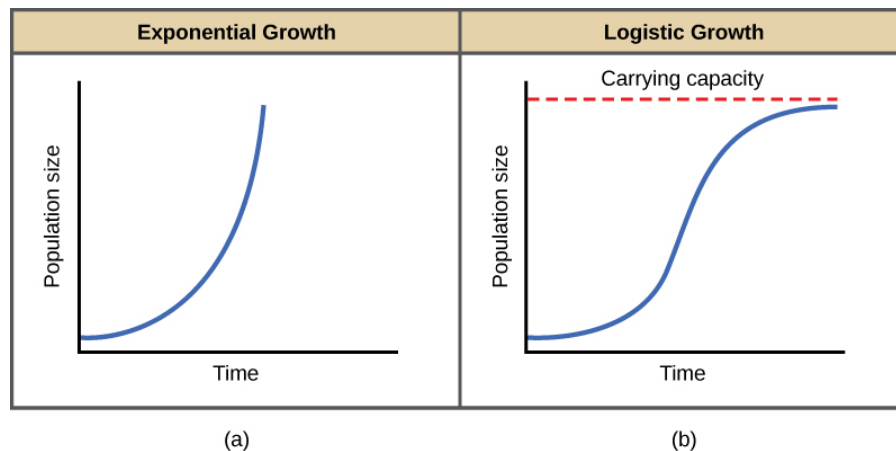 Exponential Growth
Logistic Growth
Population size
Time
Carrying capacity
Population size
Time
(a)
(b)